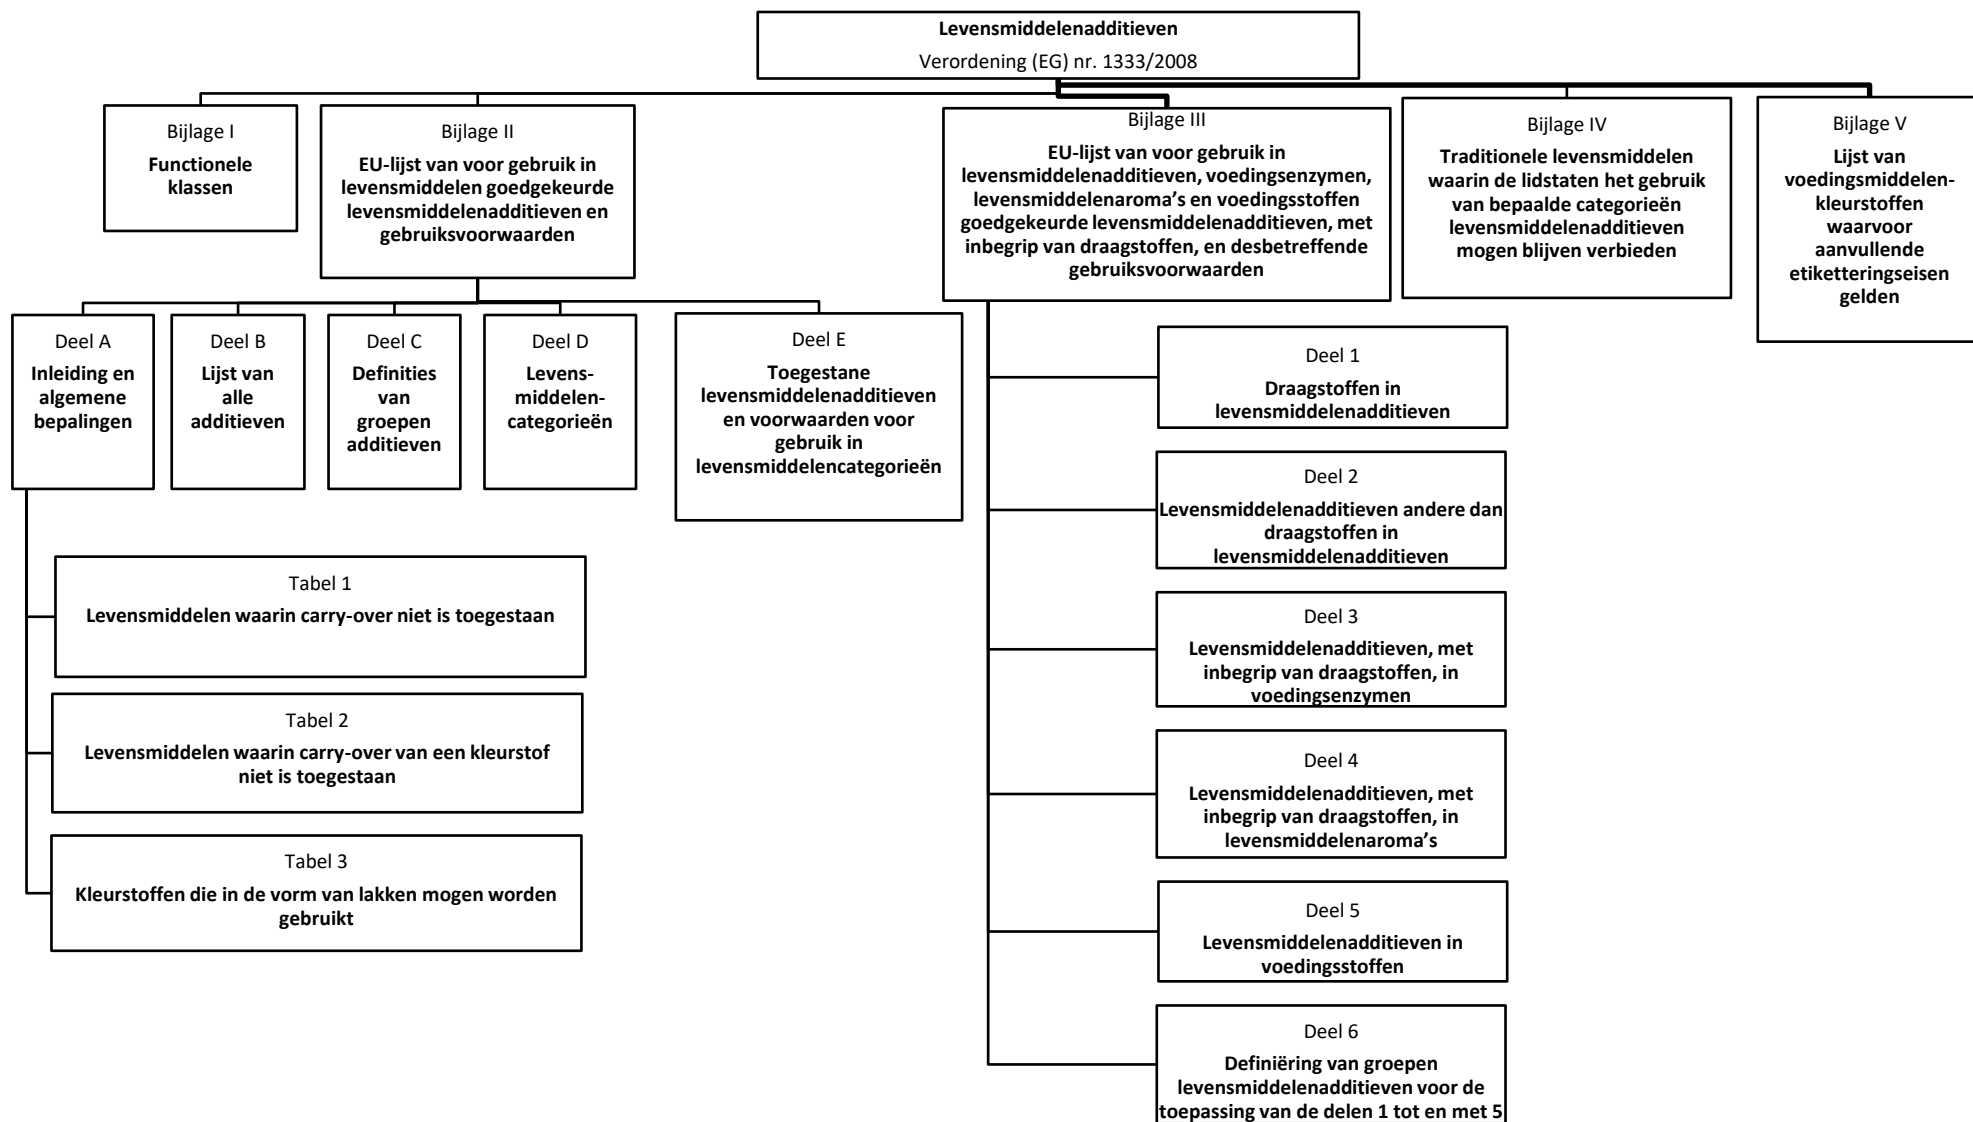 Levensmiddelenadditieven
Verordening (EG) nr. 1333/2008
Bijlage I
Functionele
klassen
Bijlage II
EU-lijst van voor gebruik in
levensmiddelen goedgekeurde
levensmiddelenadditieven en
gebruiksvoorwaarden
Bijlage III
EU-lijst van voor gebruik in
levensmiddelenadditieven, voedingsenzymen,
levensmiddelenaroma’s en voedingsstoffen
goedgekeurde levensmiddelenadditieven, met
inbegrip van draagstoffen, en desbetreffende
gebruiksvoorwaarden
Bijlage IV
Traditionele levensmiddelen
waarin de lidstaten het gebruik
van bepaalde categorieën
levensmiddelenadditieven
mogen blijven verbieden
Bijlage V
Lijst van
voedingsmiddelen-
kleurstoffen
waarvoor
aanvullende
etiketteringseisen
gelden
Deel A
Inleiding en
algemene
bepalingen
Deel B
Lijst van
alle
additieven
Deel C
Definities
van
groepen
additieven
Deel D
Levens-
middelen-
categorieën
Deel E
Toegestane
levensmiddelenadditieven
en voorwaarden voor
gebruik in
levensmiddelencategorieën
Tabel 1
Levensmiddelen waarin carry-over niet is toegestaan
Tabel 2
Levensmiddelen waarin carry-over van een kleurstof
niet is toegestaan
Tabel 3
Kleurstoffen die in de vorm van lakken mogen worden
gebruikt
Deel 1
Draagstoffen in
levensmiddelenadditieven
Deel 2
Levensmiddelenadditieven andere dan
draagstoffen in
levensmiddelenadditieven
Deel 3
Levensmiddelenadditieven, met
inbegrip van draagstoffen, in
voedingsenzymen
Deel 4
Levensmiddelenadditieven, met
inbegrip van draagstoffen, in
levensmiddelenaroma’s
Deel 5
Levensmiddelenadditieven in
voedingsstoffen
Deel 6
Definiëring van groepen
levensmiddelenadditieven voor de
toepassing van de delen 1 tot en met 5